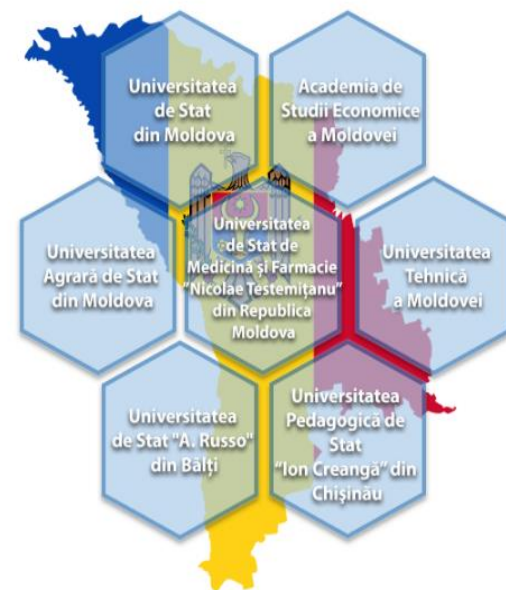 Universitatea
de Stat
din Moldova
Academia de
Studii Economice
a Moldovei
Universitatea
Agrară de Stat
din Moldova
Universitatea
de Stat de
Medicina și Farmacie
"Nicolae Testemițanu"
din Republica
Moldova
Universitatea
Tehnică
a Moldovei
Universitatea
de Stat "A. Russo"
din Bălți
Universitatea
Pedagogică de
Stat
"Ion Creangă" din
Chișinău